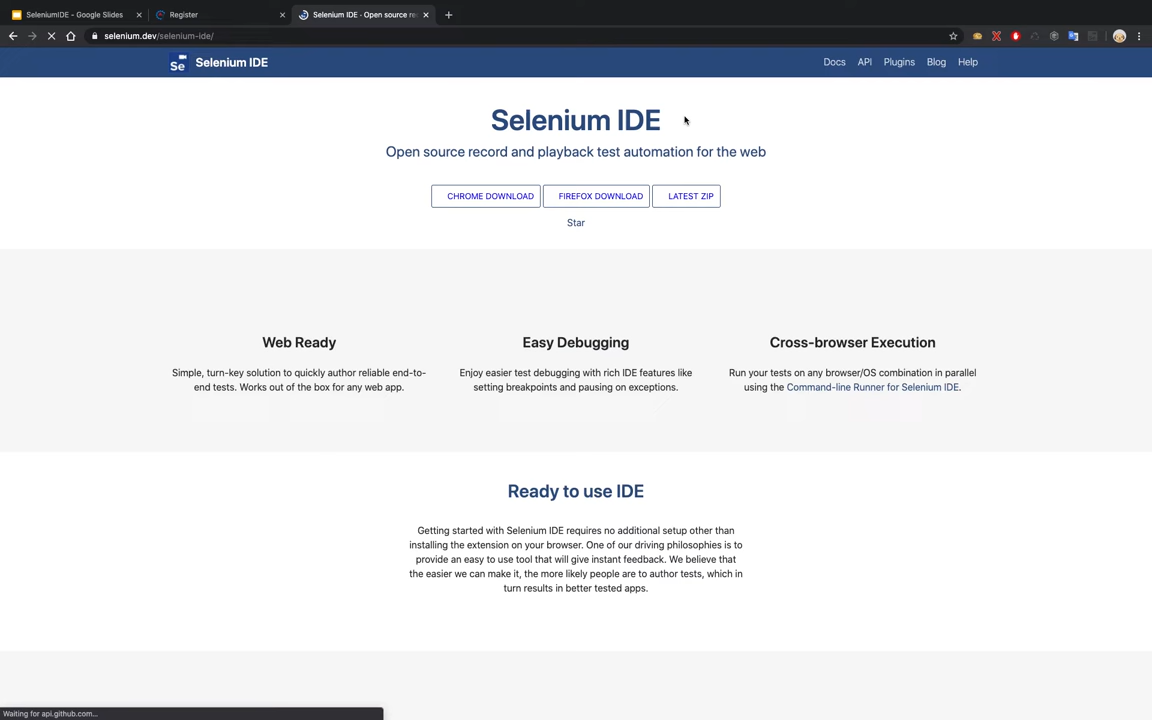 SeleniumIDE - Google Slides
Register
Selenium IDE · Open source re
selenium.dev/selenium-ide/
Se
Selenium IDE
Docs
API
Plugins
Blog
Help
Selenium IDE
Open source record and playback test automation for the web
CHROME DOWNLOAD
FIREFOX DOWNLOAD
LATEST ZIP
Star
Web Ready
Simple, turn-key solution to quickly author reliable end-to-
end tests. Works out of the box for any web app.
Easy Debugging
Enjoy easier test debugging with rich IDE features like
setting breakpoints and pausing on exceptions.
Cross-browser Execution
Run your tests on any browser/OS combination in parallel
using the Command-line Runner for Selenium IDE.
Ready to use IDE
Getting started with Selenium IDE requires no additional setup other than
installing the extension on your browser. One of our driving philosophies is to
provide an easy to use tool that will give instant feedback. We believe that
the easier we can make it, the more likely people are to author tests, which in
turn results in better tested apps.
Waiting for api.github.com...